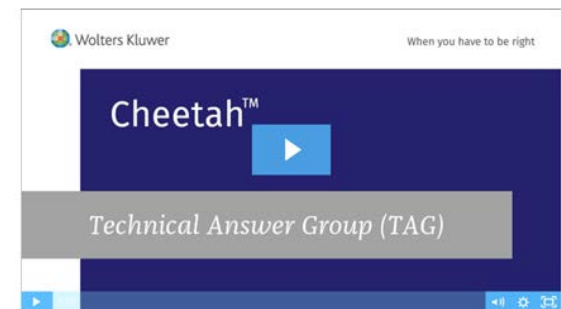 Wolters Kluwer
When you have to be right
Cheetah™
Technical Answer Group (TAG)